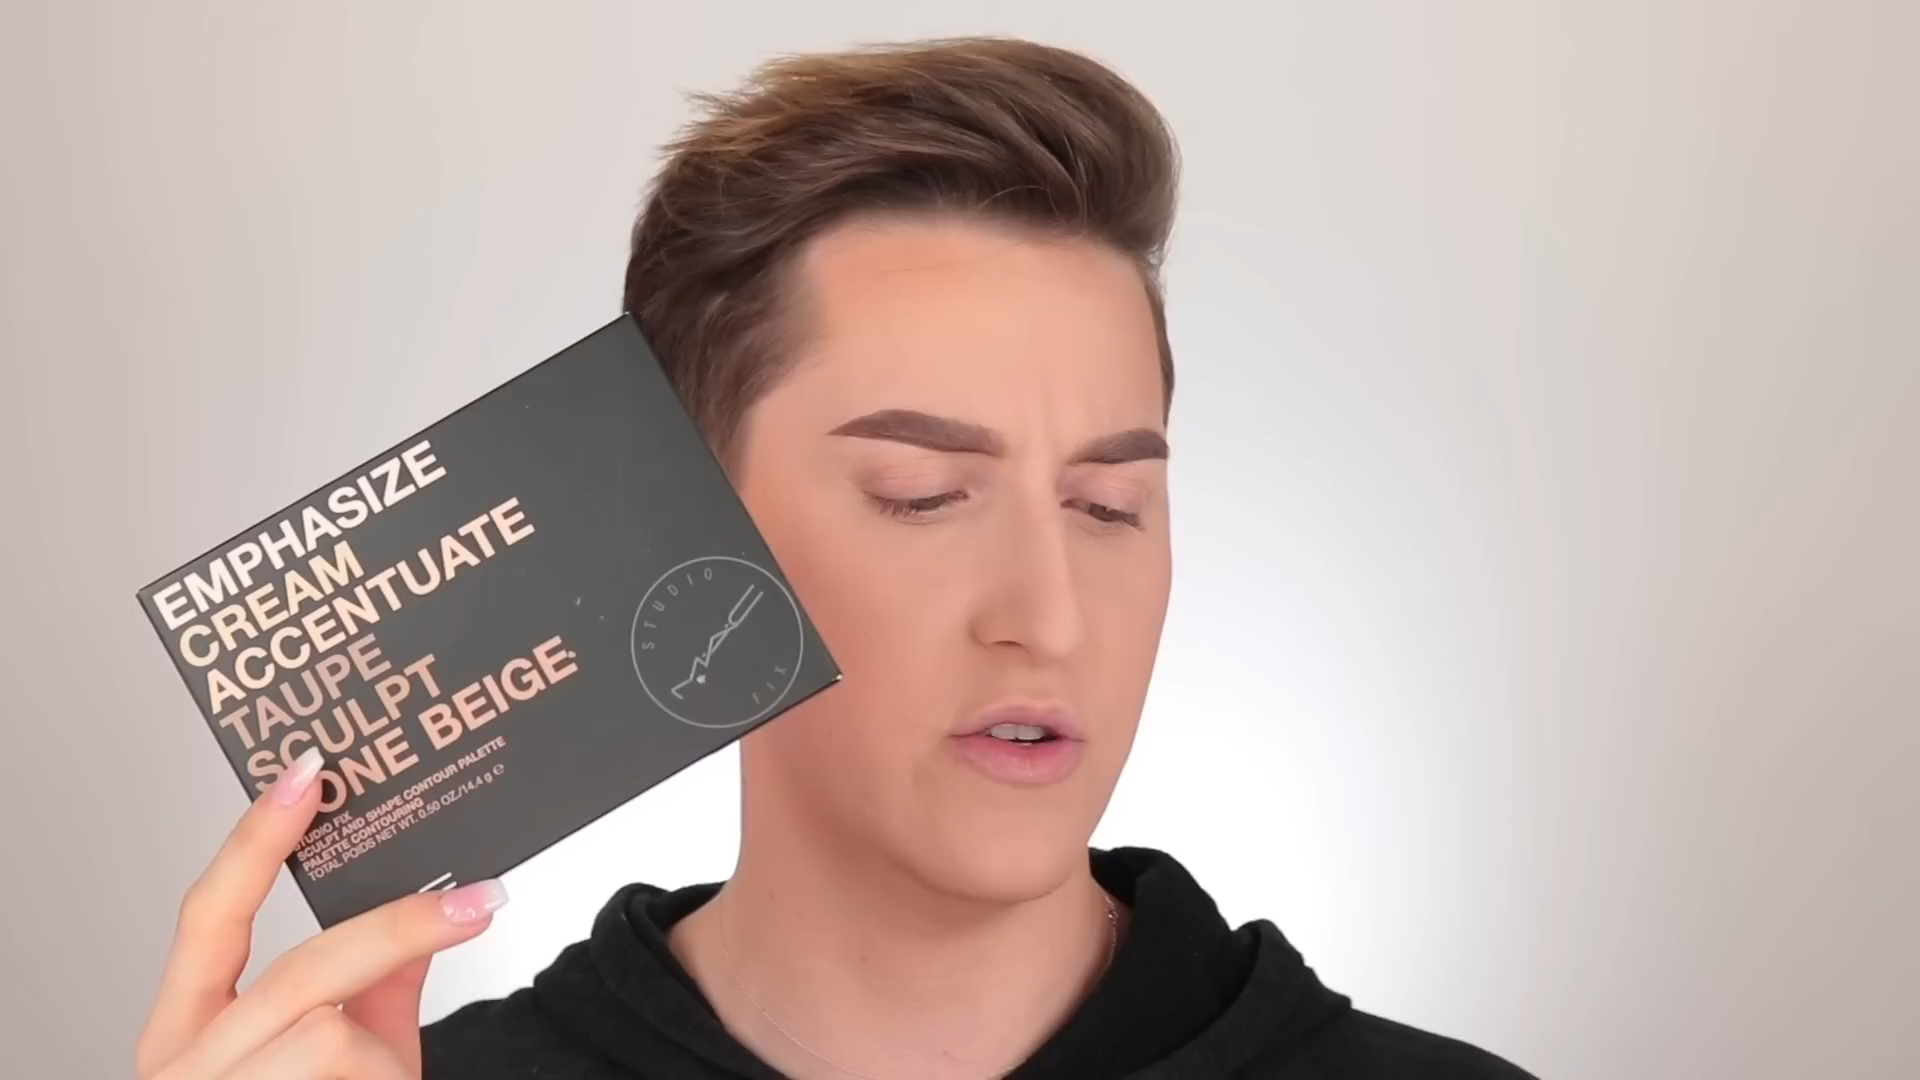 EMPHASIZE
CREAM
ACCENTUATE
TAUPE
SCULPT
ONE BEIGE
STUDIO FIX
SCULPT AND SHAPE CONTOUR PALETTE
PALETTE CONTOURING
TOTAL POIDS NET WT. 0.50 OZ./14.4 g ℮
STUDIO
MAC
FIX